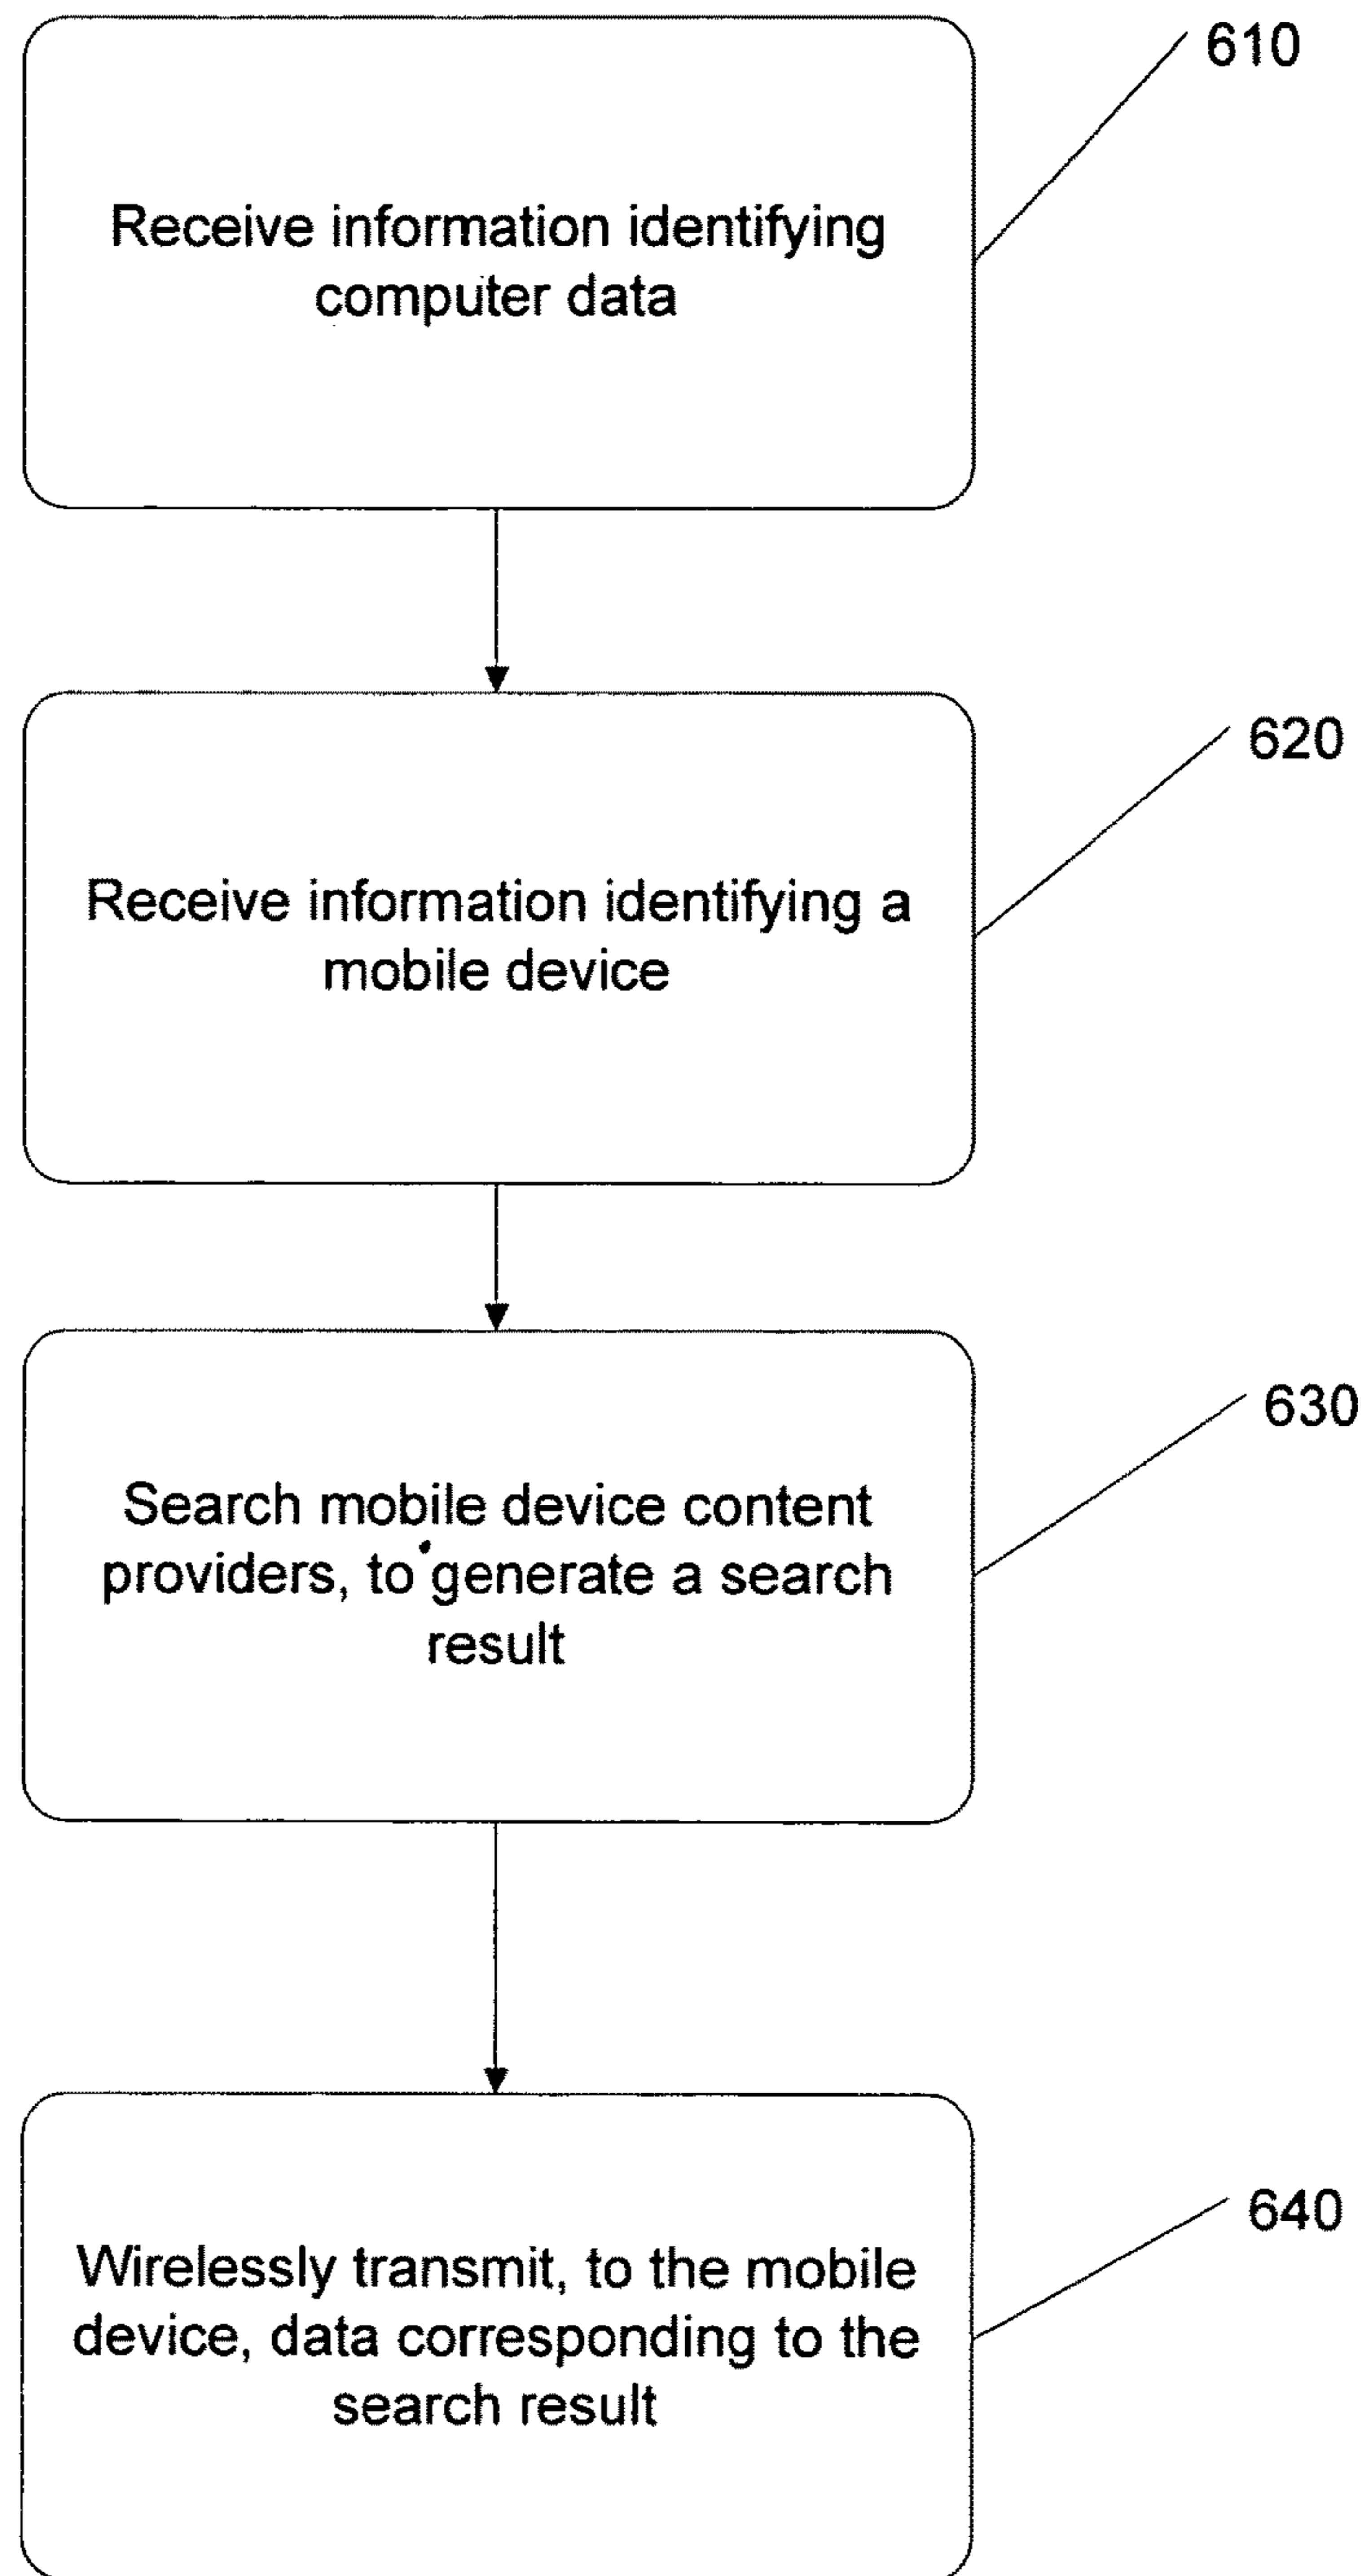 610
Receive information identifying
computer data
620
Receive information identifying a
mobile device
630
Search mobile device content
providers, to generate a search
result
640
Wirelessly transmit, to the mobile
device, data corresponding to the
search result